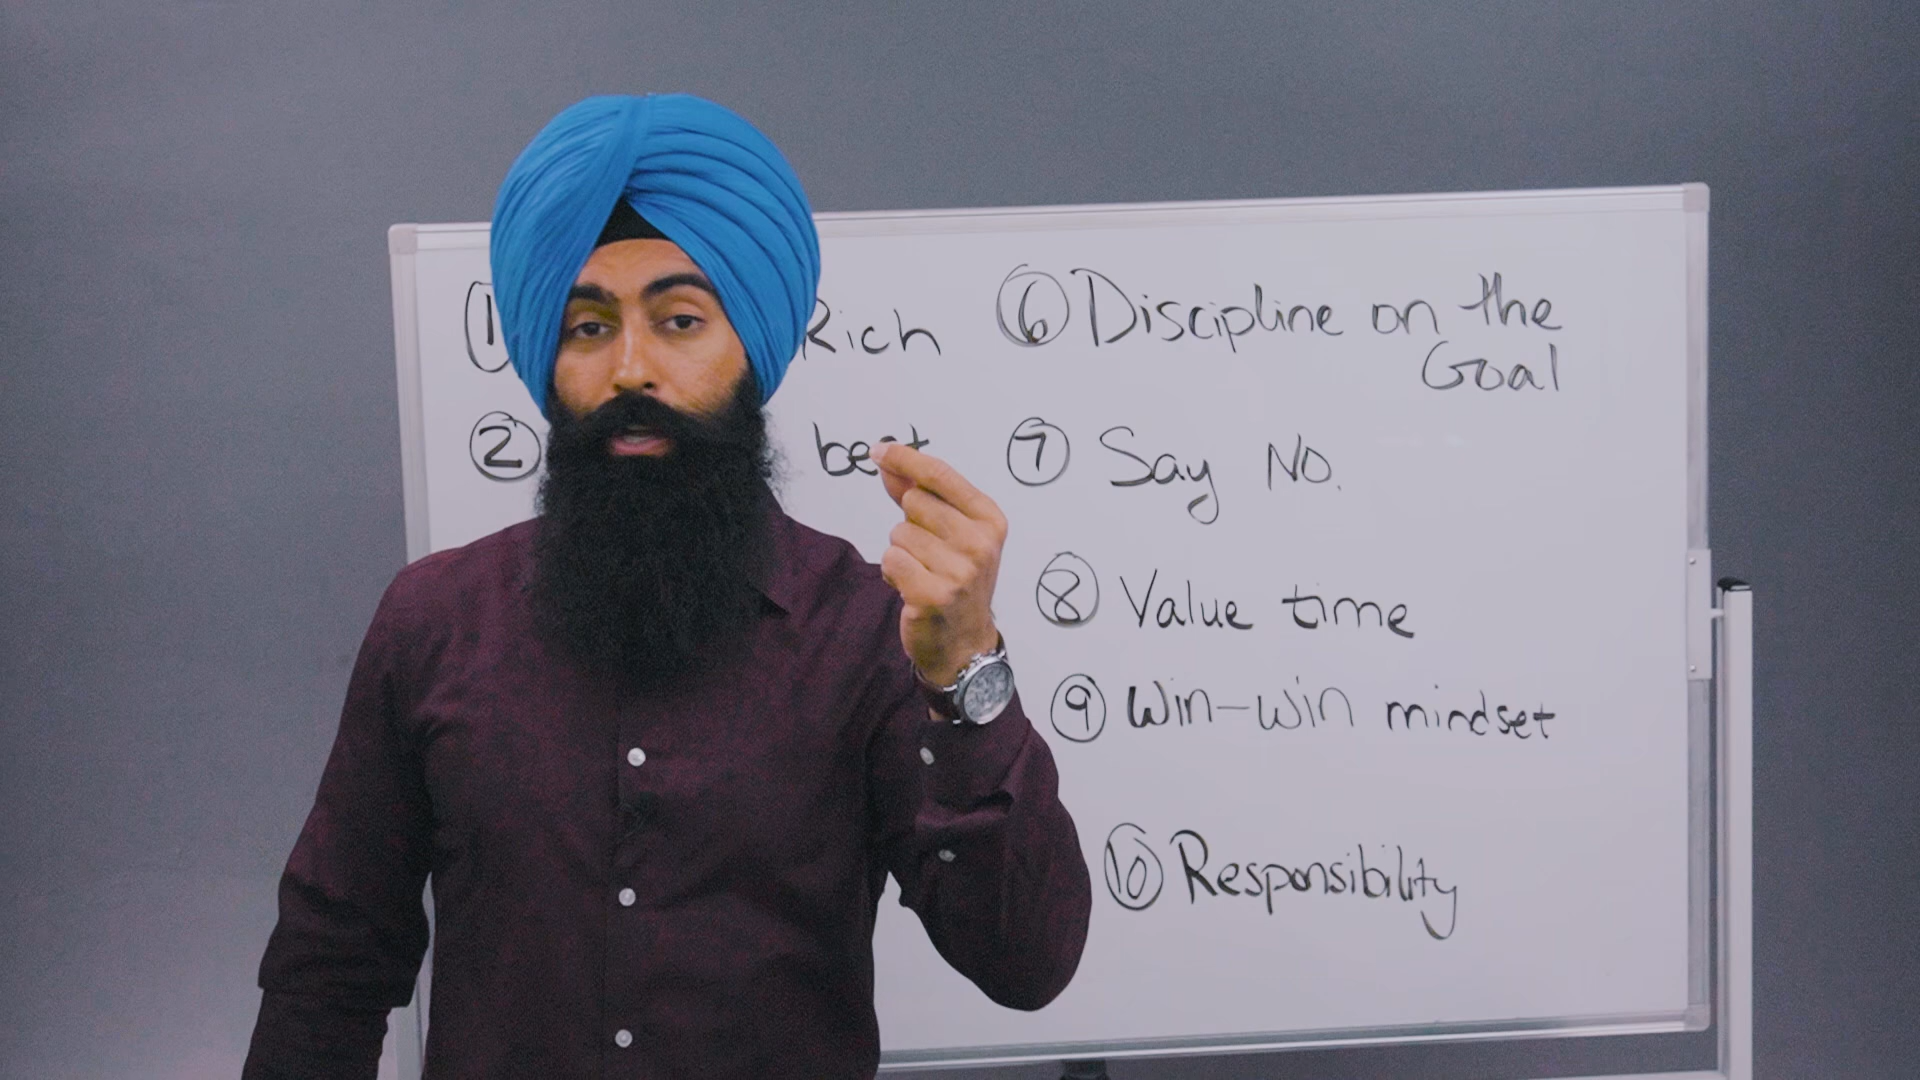 ① Rich
②
⑥ Discipline on the
Goal
⑦ Say NO.
⑧ Value time
⑨ Win-win mindset
⑩ Responsibility